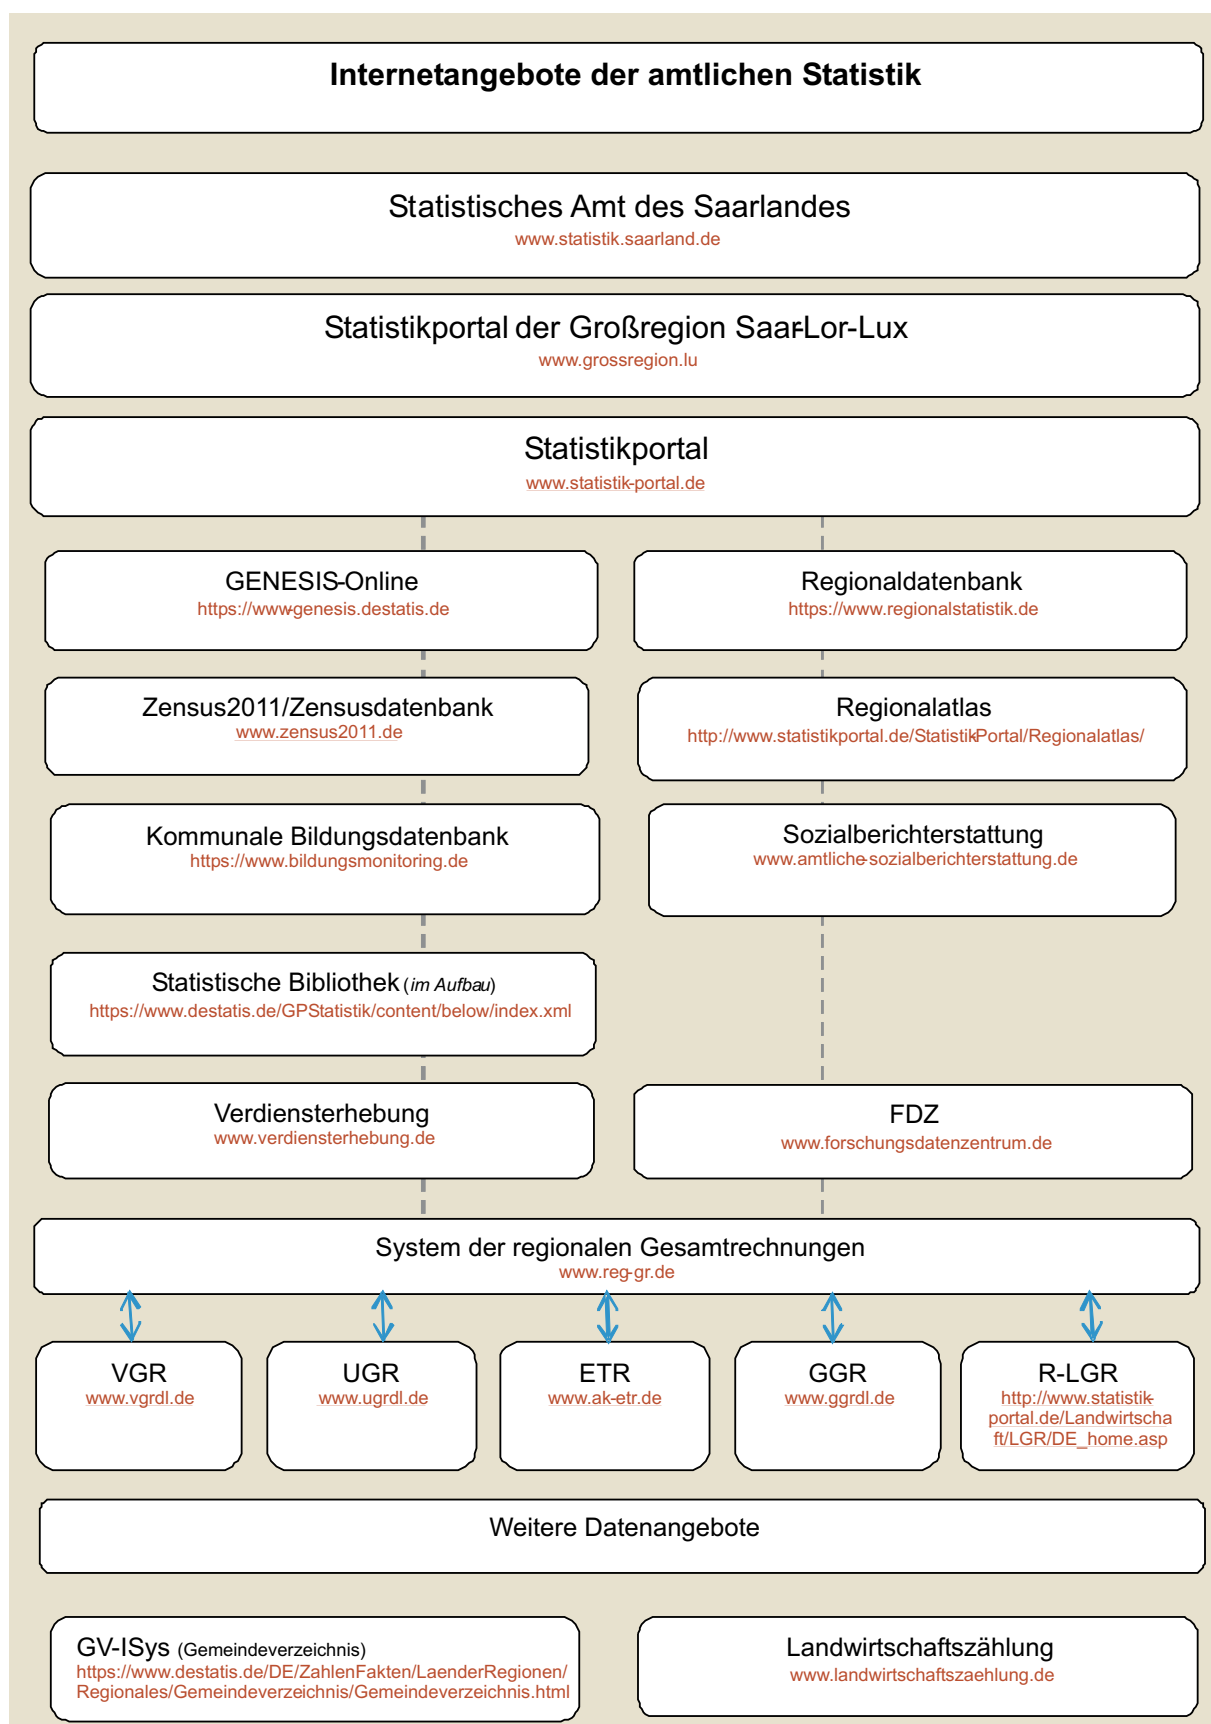 Internetangebote der amtlichen Statistik
Statistisches Amt des Saarlandes
www.statistik.saarland.de
Statistikportal der Großregion Saar-Lor-Lux
www.grossregion.lu
Statistikportal
www.statistik-portal.de
GENESIS-Online
https://www-genesis.destatis.de
Regionaldatenbank
https://www.regionalstatistik.de
Zensus2011/Zensusdatenbank
www.zensus2011.de
Regionalatlas
http://www.statistikportal.de/Statistik-Portal/Regionalatlas/
Kommunale Bildungsdatenbank
https://www.bildungsmonitoring.de
Sozialberichterstattung
www.amtliche-sozialberichterstattung.de
Statistische Bibliothek (im Aufbau)
https://www.destatis.de/GPStatistik/content/below/index.xml
Verdiensterhebung
www.verdiensterhebung.de
FDZ
www.forschungsdatenzentrum.de
System der regionalen Gesamtrechnungen
www.reg-gr.de
VGR
www.vgrdl.de
UGR
www.ugrdl.de
ETR
www.ak-etr.de
GGR
www.ggrdl.de
R-LGR
http://www.statistik-
portal.de/Landwirtscha
ft/LGR/DE_home.asp
Weitere Datenangebote
GV-ISys (Gemeindeverzeichnis)
https://www.destatis.de/DE/ZahlenFakten/LaenderRegionen/
Regionales/Gemeindeverzeichnis/Gemeindeverzeichnis.html
Landwirtschaftszählung
www.landwirtschaftszaehlung.de